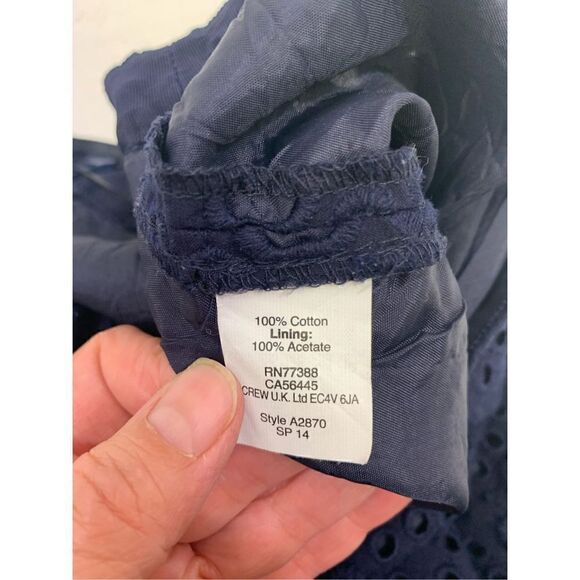 100% Cotton
Lining:
100% Acetate
RN77388
CA56445
CREW U.K. Ltd EC4V 6JA
Style A2870
SP 14